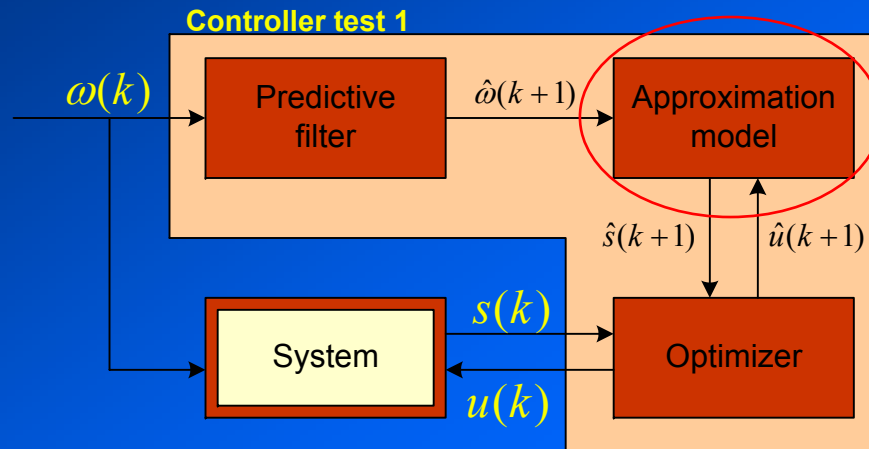 Controller test 1
ω(k)
Predictive
filter
ω̂(k+1)
Approximation
model
ŝ(k+1)
û(k+1)
System
s(k)
u(k)
Optimizer